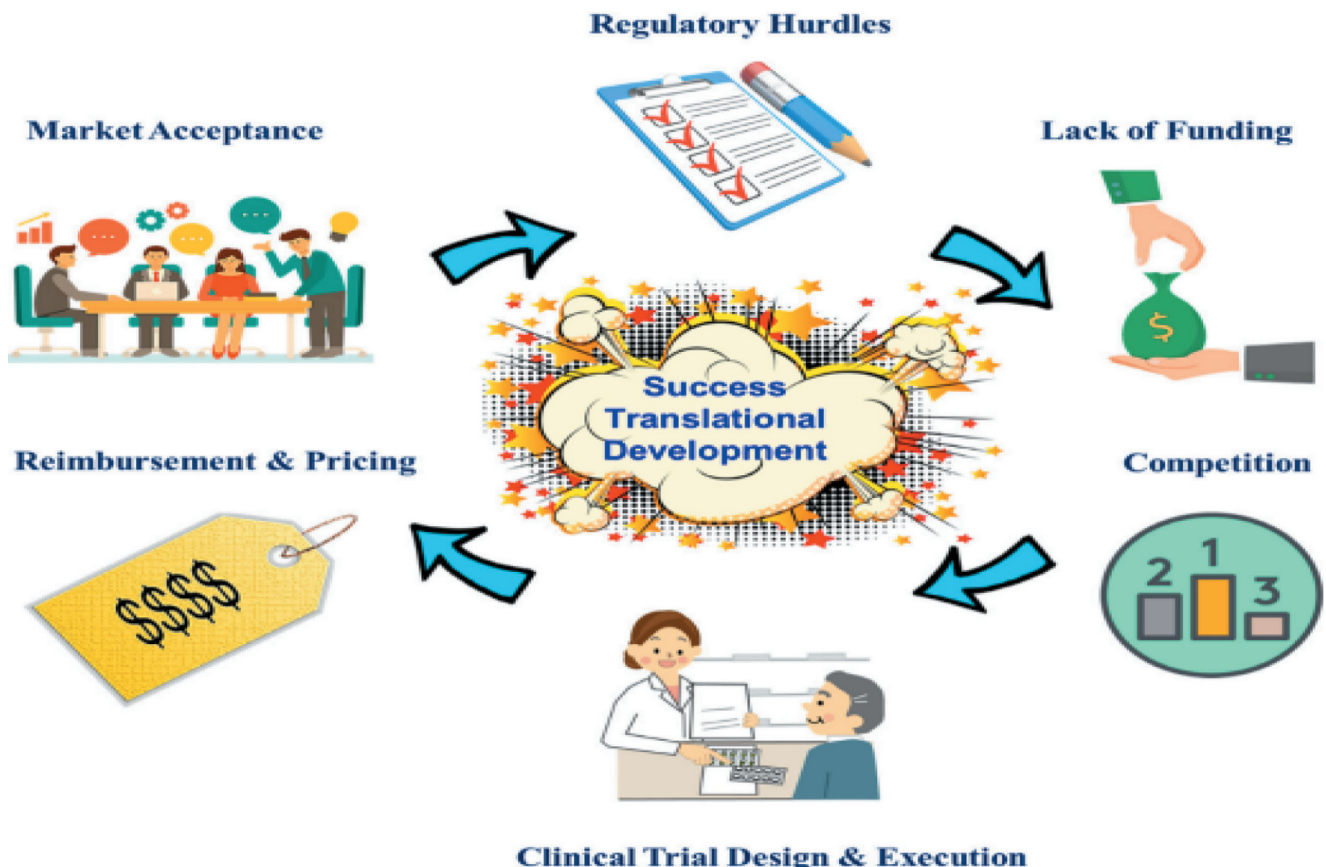 Regulatory Hurdles
Market Acceptance
Lack of Funding
$
Success
Translational
Development
Reimbursement & Pricing
Competition
$$$$
2
1
3
Clinical Trial Design & Execution